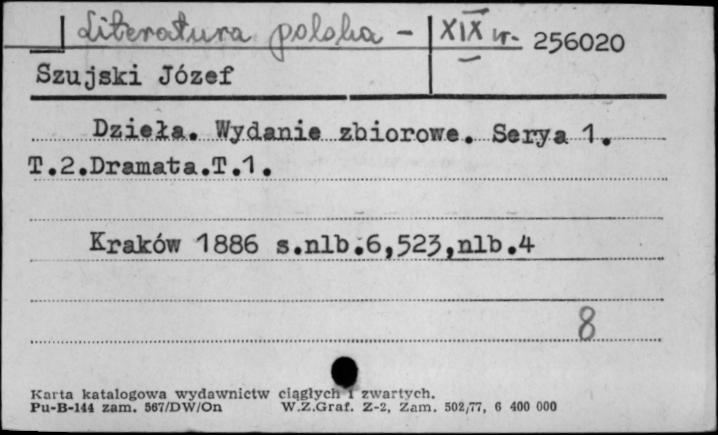 Literatura polska - XIX w. 256020
Szujski Józef
Dzieła. Wydanie zbiorowe. Serya 1.
T.2.Dramata.T.1.
Kraków 1886 s.nlb.6,523,nlb.4
8
Karta katalogowa wydawnictw ciągłych i zwartych.
Pu-B-144 zam. 567/DW/On W.Z.Graf. Z-2, Zam. 502/77, 6 400 000